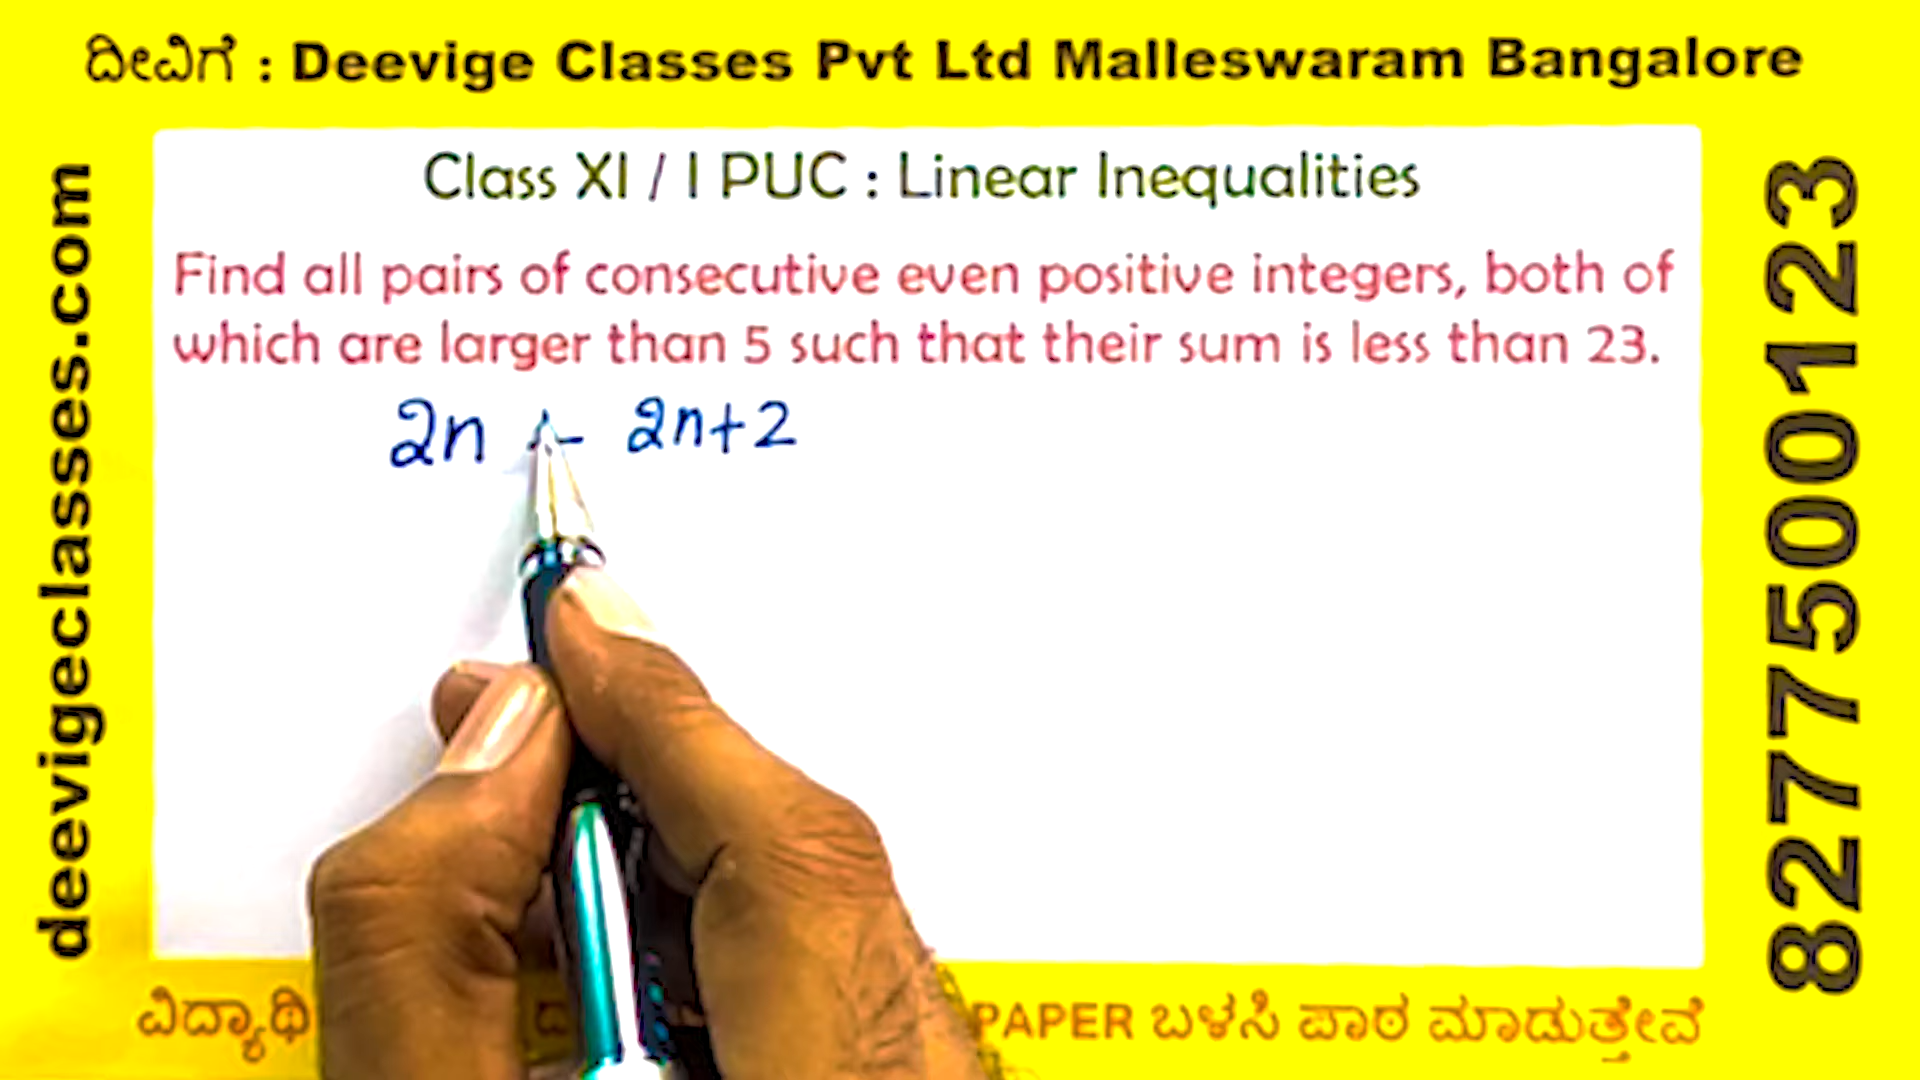 ದೀವಿಗೆ : Deevige Classes Pvt Ltd Malleswaram Bangalore
deevigeclasses.com
Class XI / I PUC : Linear Inequalities
Find all pairs of consecutive even positive integers, both of
which are larger than 5 such that their sum is less than 23.
2n + 2n+2
82777500123
PAPER ಬಳಸಿ ಪಾಠ ಮಾಡುತ್ತೇವೆ